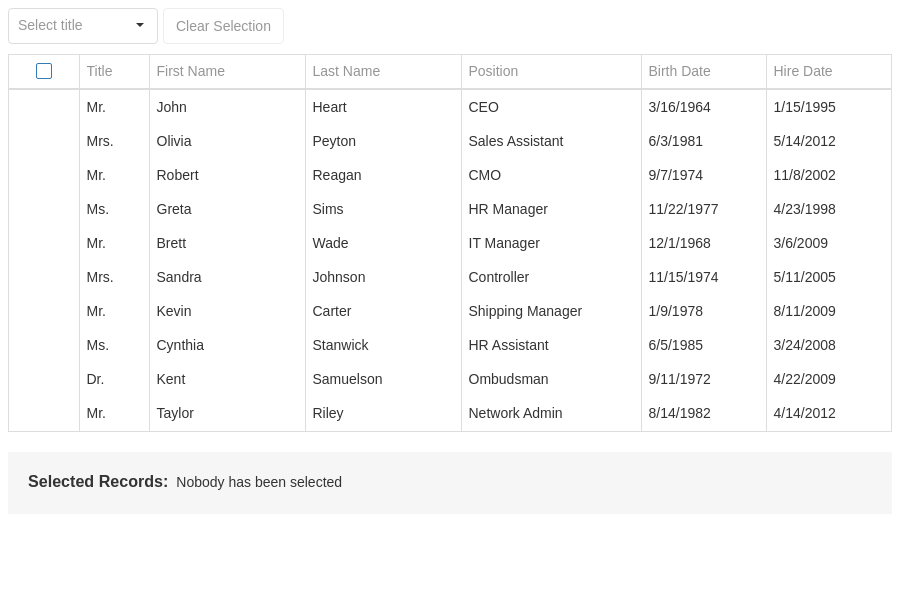 Select title Clear Selection
Title First Name Last Name Position Birth Date Hire Date
Mr. John Heart CEO 3/16/1964 1/15/1995
Mrs. Olivia Peyton Sales Assistant 6/3/1981 5/14/2012
Mr. Robert Reagan CMO 9/7/1974 11/8/2002
Ms. Greta Sims HR Manager 11/22/1977 4/23/1998
Mr. Brett Wade IT Manager 12/1/1968 3/6/2009
Mrs. Sandra Johnson Controller 11/15/1974 5/11/2005
Mr. Kevin Carter Shipping Manager 1/9/1978 8/11/2009
Ms. Cynthia Stanwick HR Assistant 6/5/1985 3/24/2008
Dr. Kent Samuelson Ombudsman 9/11/1972 4/22/2009
Mr. Taylor Riley Network Admin 8/14/1982 4/14/2012
Selected Records: Nobody has been selected